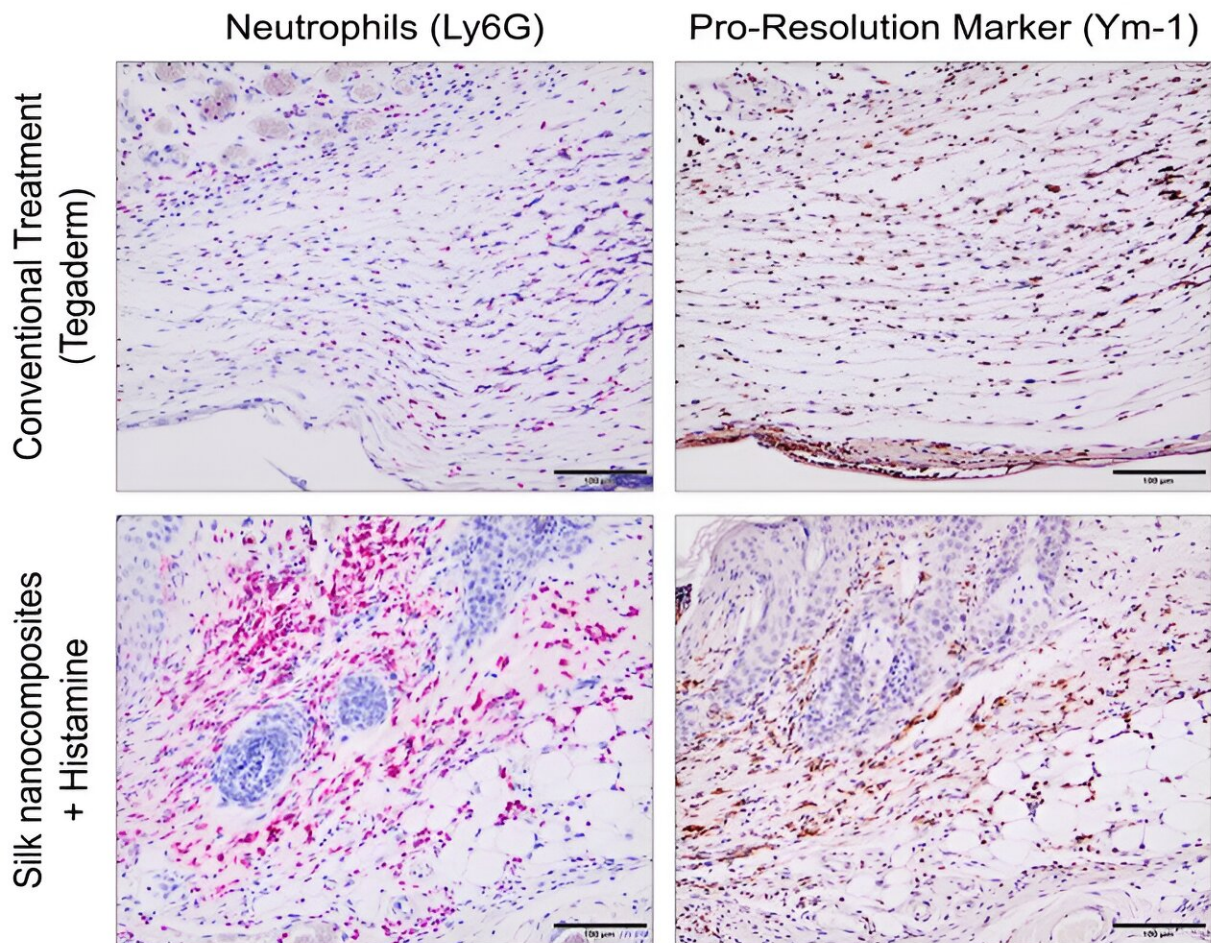 Neutrophils (Ly6G)
Pro-Resolution Marker (Ym-1)
Conventional Treatment
(Tegaderm)
100 µm
100 µm
Silk nanocomposites
+ Histamine
100 µm
100 µm